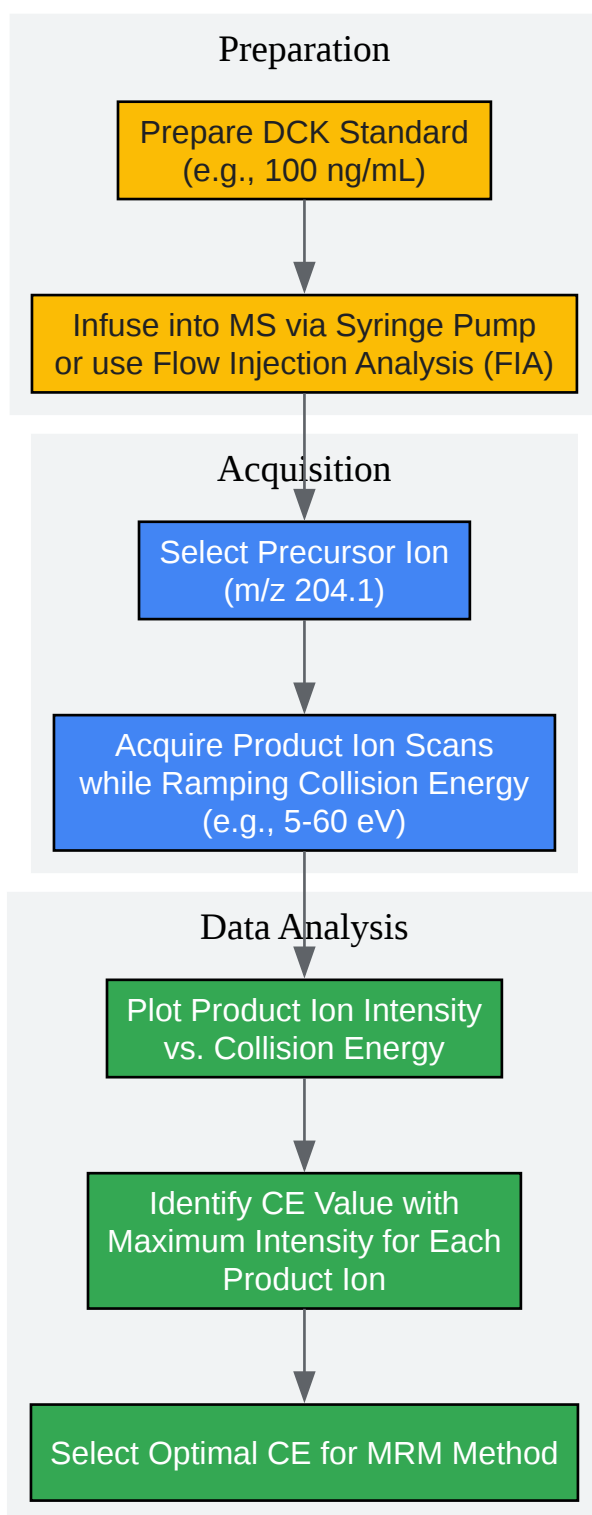 Preparation
Prepare DCK Standard
(e.g., 100 ng/mL)
Infuse into MS via Syringe Pump
or use Flow Injection Analysis (FIA)
Acquisition
Select Precursor Ion
(m/z 204.1)
Acquire Product Ion Scans
while Ramping Collision Energy
(e.g., 5-60 eV)
Data Analysis
Plot Product Ion Intensity
vs. Collision Energy
Identify CE Value with
Maximum Intensity for Each
Product Ion
Select Optimal CE for MRM Method